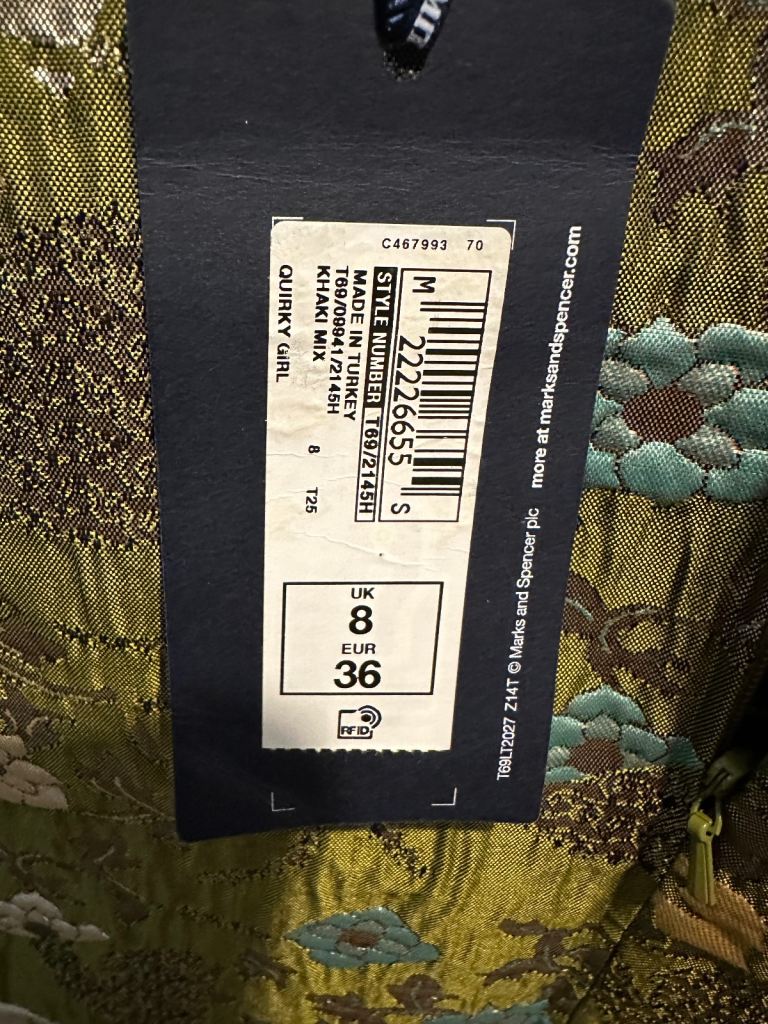 C467993 70
M 22226655 S
STYLE NUMBER T69/2145H
MADE IN TURKEY
T69/09941/2145H
KHAKI MIX 8 T25
QUIRKY GIRL
UK
8
EUR
36
RFID
T69LT2027 Z14T © Marks and Spencer plc more at marksandspencer.com